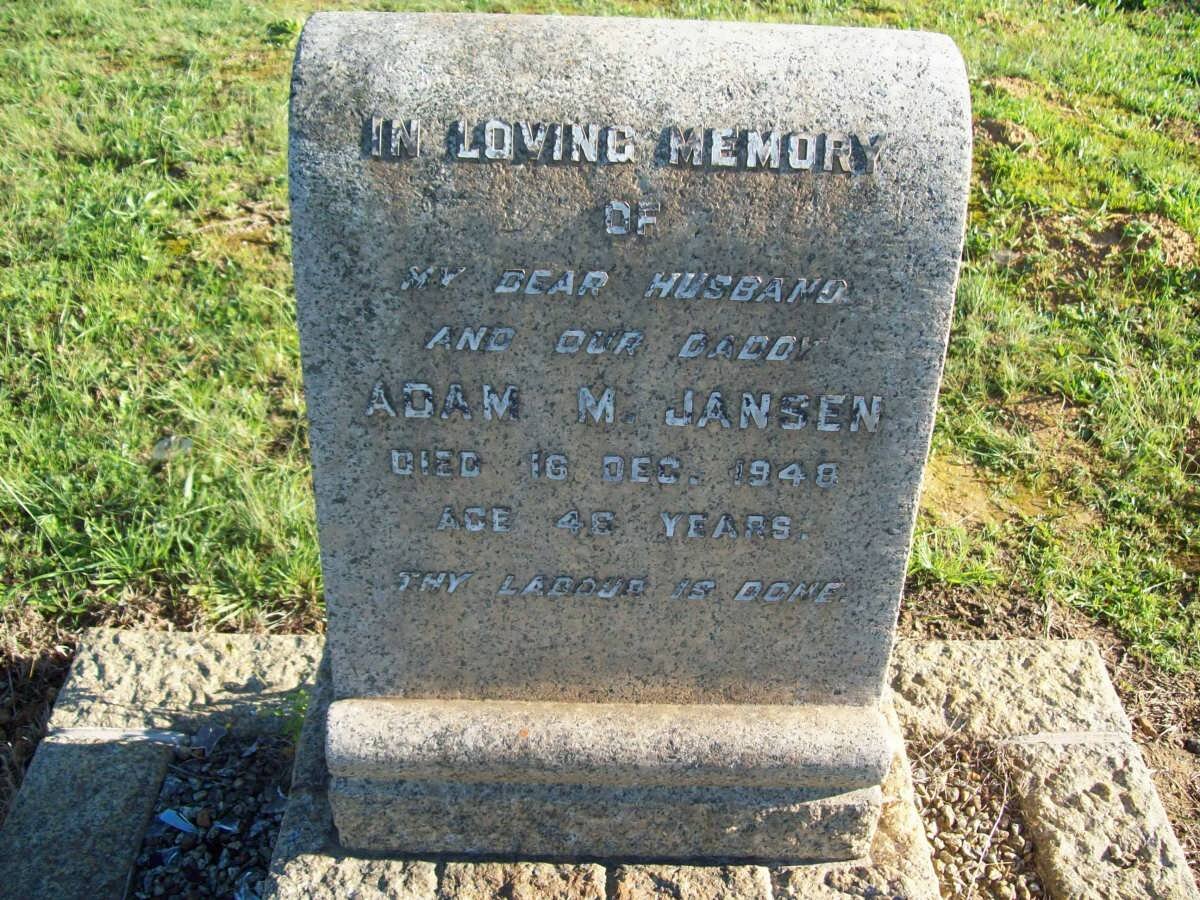 IN LOVING MEMORY
OF
MY DEAR HUSBAND
AND OUR DADDY
ADAM M. JANSEN
DIED 16 DEC. 1948
AGE 46 YEARS.
THY LABOUR IS DONE.